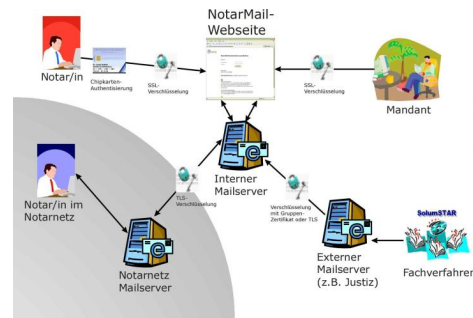 NotarMail-
Webseite
Notar/in
Chipkarten-
Authentisierung
SSL-
Verschlüsselung
SSL-
Verschlüsselung
Mandant
Notar/in im
Notarnetz
TLS-
Verschlüsselung
Interner
Mailserver
Verschlüsselung
mit Gruppen-
Zertifikat oder TLS
Notarnetz
Mailserver
Externer
Mailserver
(z.B. Justiz)
SolumSTAR
Fachverfahren